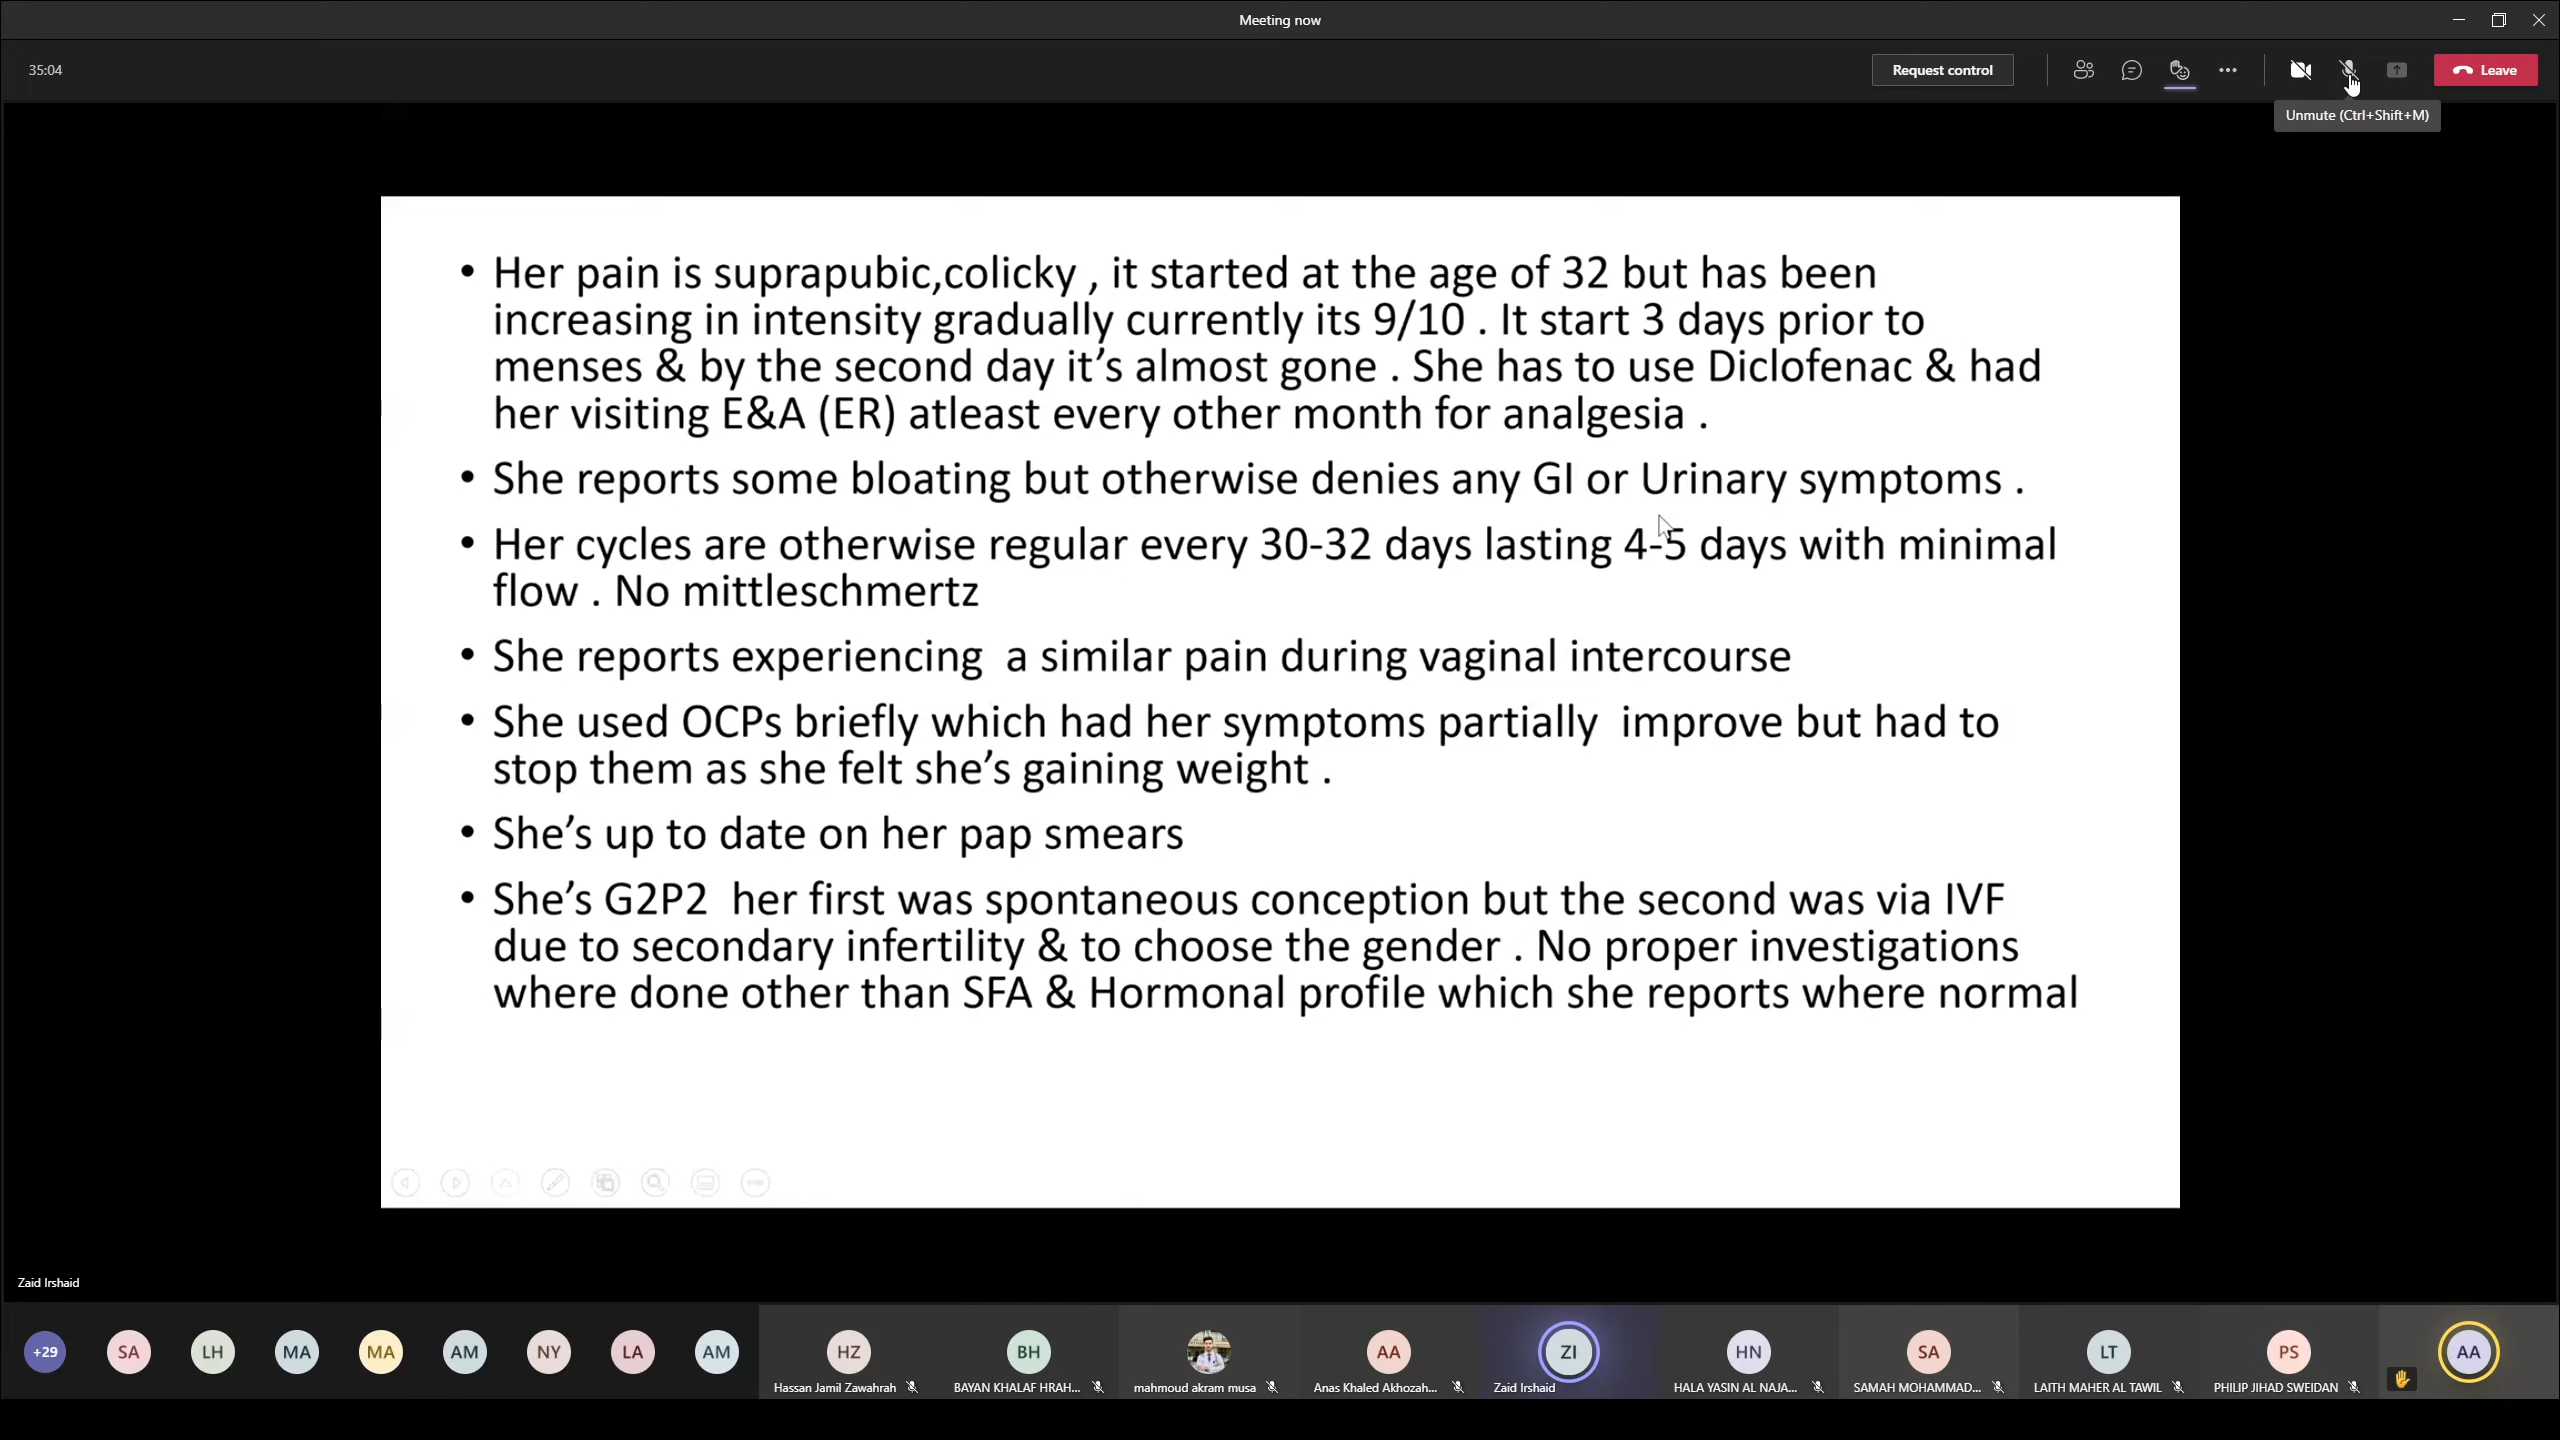 Meeting now
35:04
Request control
Leave
Unmute (Ctrl+Shift+M)
• Her pain is suprapubic,colicky , it started at the age of 32 but has been
increasing in intensity gradually currently its 9/10 . It start 3 days prior to
menses & by the second day it’s almost gone . She has to use Diclofenac & had
her visiting E&A (ER) atleast every other month for analgesia .
• She reports some bloating but otherwise denies any GI or Urinary symptoms .
• Her cycles are otherwise regular every 30-32 days lasting 4-5 days with minimal
flow . No mittleschmertz
• She reports experiencing  a similar pain during vaginal intercourse
• She used OCPs briefly which had her symptoms partially  improve but had to
stop them as she felt she’s gaining weight .
• She’s up to date on her pap smears
• She’s G2P2  her first was spontaneous conception but the second was via IVF
due to secondary infertility & to choose the gender . No proper investigations
where done other than SFA & Hormonal profile which she reports where normal
Zaid Irshaid
+29 SA LH MA MA AM NY LA AM HZ BH AA ZI HN SA LT PS AA
Hassan Jamil Zawahrah BAYAN KHALAF HRAH... mahmoud akram musa Anas Khaled Akhozah... Zaid Irshaid HALA YASIN AL NAJA... SAMAH MOHAMMAD... LAITH MAHER AL TAWIL PHILIP JIHAD SWEIDAN